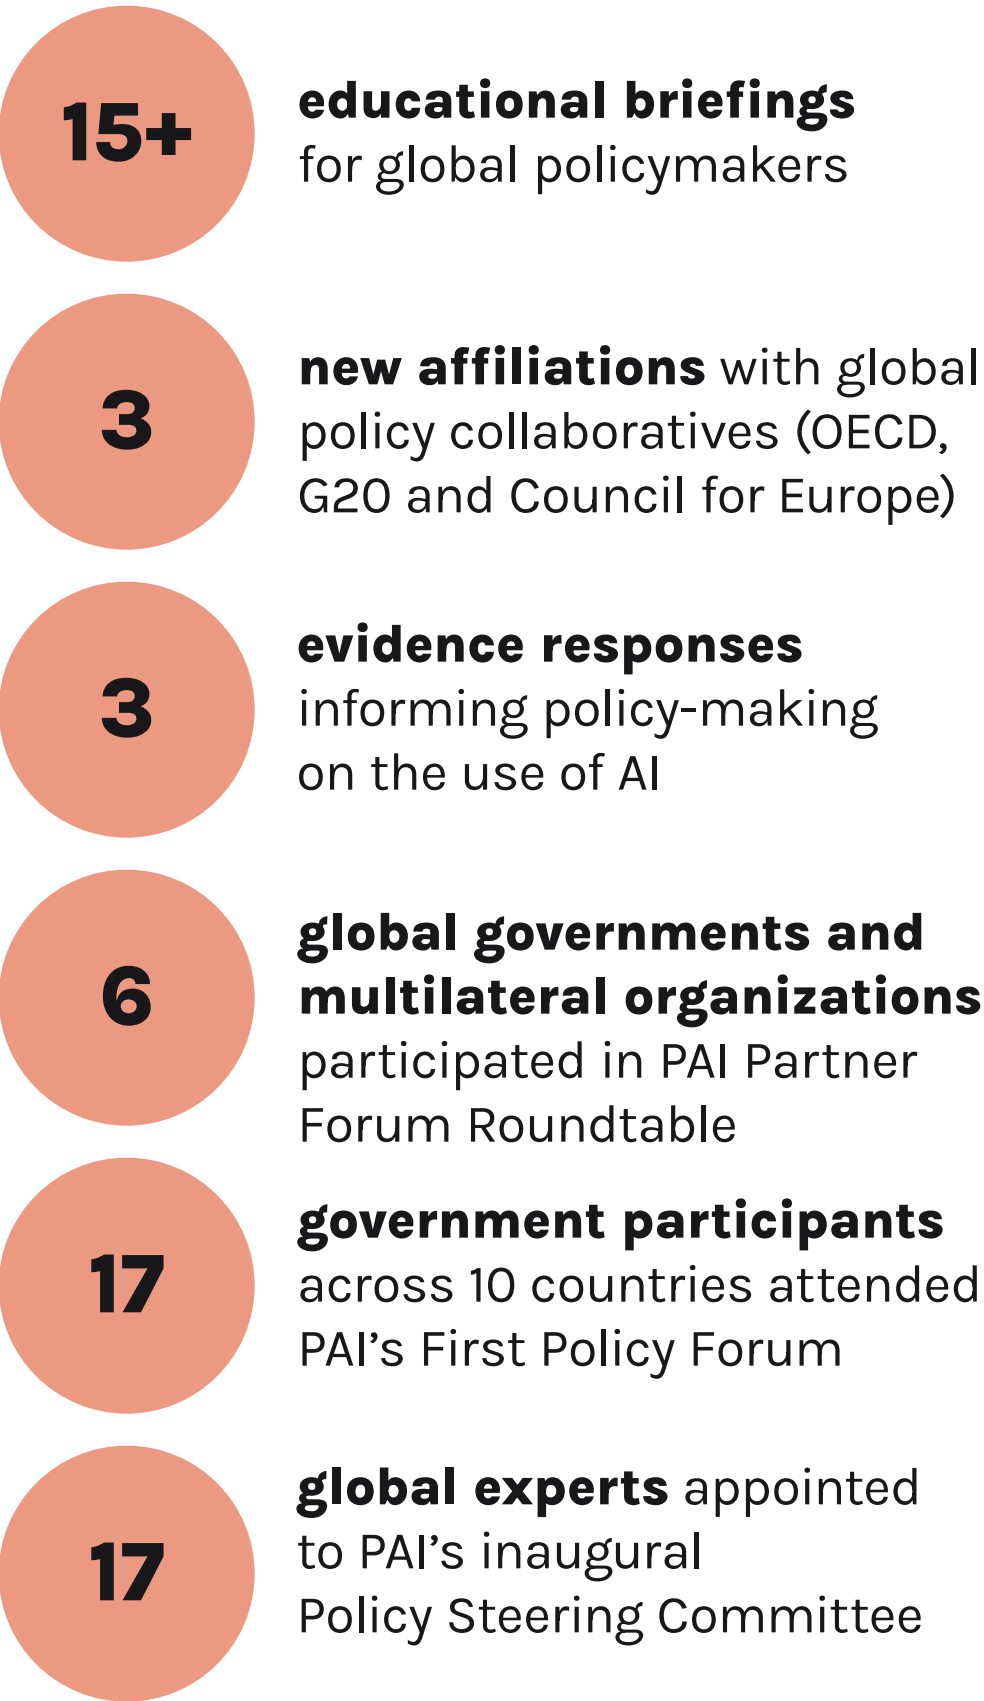 15+
educational briefings
for global policymakers
3
new affiliations with global
policy collaboratives (OECD,
G20 and Council for Europe)
3
evidence responses
informing policy-making
on the use of AI
6
global governments and
multilateral organizations
participated in PAI Partner
Forum Roundtable
17
government participants
across 10 countries attended
PAI’s First Policy Forum
17
global experts appointed
to PAI’s inaugural
Policy Steering Committee